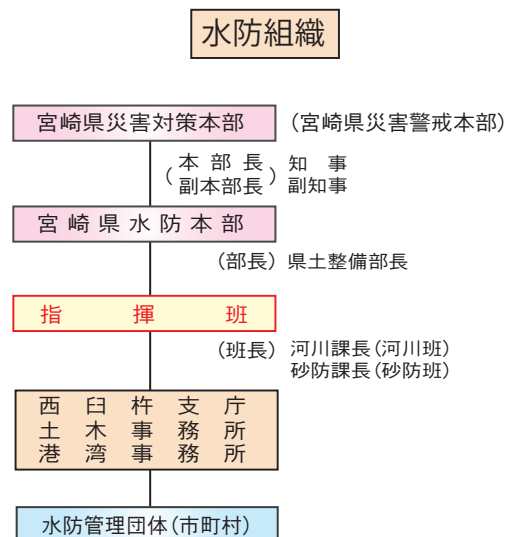 水防組織
宮崎県災害対策本部 (宮崎県災害警戒本部)
(本部長) 知事
(副本部長) 副知事
宮崎県水防本部
(部長) 県土整備部長
指揮班
(班長) 河川課長(河川班)
砂防課長(砂防班)
西臼杵支庁
土木事務所
港湾事務所
水防管理団体(市町村)